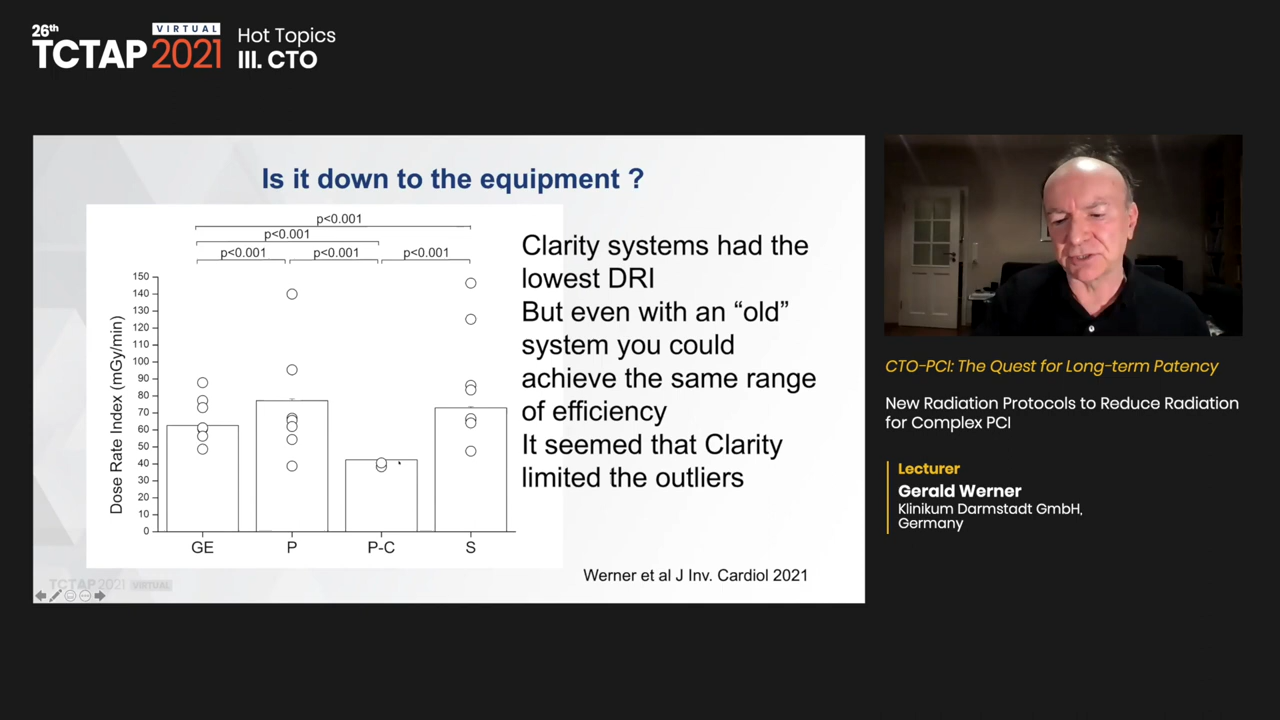 26th
VIRTUAL
TCTAP 2021
Hot Topics
III. CTO
Is it down to the equipment ?
p<0.001
p<0.001
p<0.001 p<0.001 p<0.001
Dose Rate Index (mGy/min)
150
140
130
120
110
100
90
80
70
60
50
40
30
20
10
0
GE P P-C S
Clarity systems had the
lowest DRI
But even with an “old”
system you could
achieve the same range
of efficiency
It seemed that Clarity
limited the outliers
Werner et al J Inv. Cardiol 2021
TCTAP 2021 VIRTUAL
CTO-PCI: The Quest for Long-term Patency
New Radiation Protocols to Reduce Radiation
for Complex PCI
Lecturer
Gerald Werner
Klinikum Darmstadt GmbH,
Germany